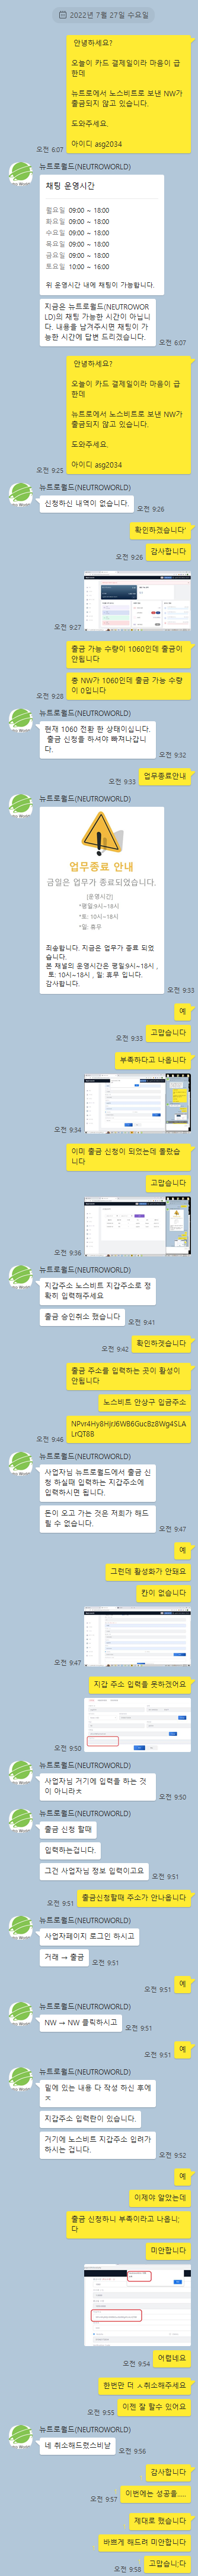 2022년 7월 27일 수요일
안녕하세요?
오늘이 카드 결제일이라 마음이 급
한데
뉴트로에서 노스비트로 보낸 NW가
출금되지 않고 있습니다.
도와주세요.
아이디 asg2034
오전 6:07
뉴트로월드(NEUTROWORLD)
채팅 운영시간
월요일 09:00 ~ 18:00
화요일 09:00 ~ 18:00
수요일 09:00 ~ 18:00
목요일 09:00 ~ 18:00
금요일 09:00 ~ 18:00
토요일 10:00 ~ 16:00
위 운영시간 내에 채팅이 가능합니다.
지금은 뉴트로월드(NEUTROWOR
LD)의 채팅 가능한 시간이 아닙니
다. 내용을 남겨주시면 채팅이 가
능한 시간에 답변 드리겠습니다.
오전 6:07
안녕하세요?
오늘이 카드 결제일이라 마음이 급
한데
뉴트로에서 노스비트로 보낸 NW가
출금되지 않고 있습니다.
도와주세요.
아이디 asg2034
오전 9:25
뉴트로월드(NEUTROWORLD)
신청하신 내역이 없습니다.
오전 9:26
확인하겠습니다'
감사합니다
오전 9:26
오전 9:27
출금 가능 수량이 1060인데 출금이
안됩니다
총 NW가 1060인데 출금 가능 수량
이 0입니다
오전 9:28
뉴트로월드(NEUTROWORLD)
현재 1060 전환 한 상태이십니다.
출금 신청을 하셔야 빠져나갑니
다.
오전 9:32
업무종료안내
오전 9:33
뉴트로월드(NEUTROWORLD)
업무종료 안내
금일은 업무가 종료되었습니다.
[운영시간]
*평일:9시~18시
*토: 10시~18시
*일: 휴무
죄송합니다. 지금은 업무가 종료 되었
습니다.
본 채널의 운영시간은 평일:9시~18시 ,
토: 10시~18시 , 일: 휴무 입니다.
감사합니다.
오전 9:33
예
고맙습니다
오전 9:33
부족하다고 나옵니다
오전 9:34
이미 출금 신청이 되었는데 몰랐습
니다
고맙습니다
오전 9:36
뉴트로월드(NEUTROWORLD)
지갑주소 노스비트 지갑주소로 정
확히 입력해주세요
출금 승인취소 했습니다
오전 9:41
확인하겟습니다
오전 9:42
출금 주소을 입력하는 곳이 활성이
안됩니다
노스비트 안상구 입금주소
NPvr4Hy8HjrJ6WB6GucBz8Wg4SLA
LrQT8B
오전 9:46
뉴트로월드(NEUTROWORLD)
사업자님 뉴트로월드에서 출금 신
청 하실때 입력하는 지갑주소에
입력하시면 됩니다.
돈이 오고 가는 것은 저희가 해드
릴 수 없습니다.
오전 9:47
예
그런데 활성화가 안돼요
칸이 없습니다
오전 9:47
지갑 주소 입력을 못하겠어요
오전 9:50
뉴트로월드(NEUTROWORLD)
사업자님 거기에 입력을 하는 것
이 아니라ㅊ
오전 9:50
뉴트로월드(NEUTROWORLD)
출금 신청 할때
입력하는겁니다.
그건 사업자님 정보 입력이고요
오전 9:51
출금신청할때 주소가 안나옵니다
오전 9:51
뉴트로월드(NEUTROWORLD)
사업자페이지 로그인 하시고
거래 → 출금
오전 9:51
예
오전 9:51
뉴트로월드(NEUTROWORLD)
NW → NW 클릭하시고
오전 9:51
예
오전 9:51
뉴트로월드(NEUTROWORLD)
밑에 있는 내용 다 작성 하신 후에
ㅈ
지갑주소 입력란이 있습니다.
거기에 노스비트 지갑주소 입려가
하시는 겁니다.
오전 9:52
예
이제야 알았는데
출금 신청하니 부족이라고 나옵니;
다
미안합니다
오전 9:54
어렵네요
한번만 더 ㅅ취소해주세요
오전 9:55
이젠 잘 할수 있어요
뉴트로월드(NEUTROWORLD)
네 취소해드렸스비낟
오전 9:56
감사합니다
오전 9:57
이번에는 성공을.....
제대로 했습니다
바쁘게 해드려 미안합니다
오전 9:58
고맙습니;다